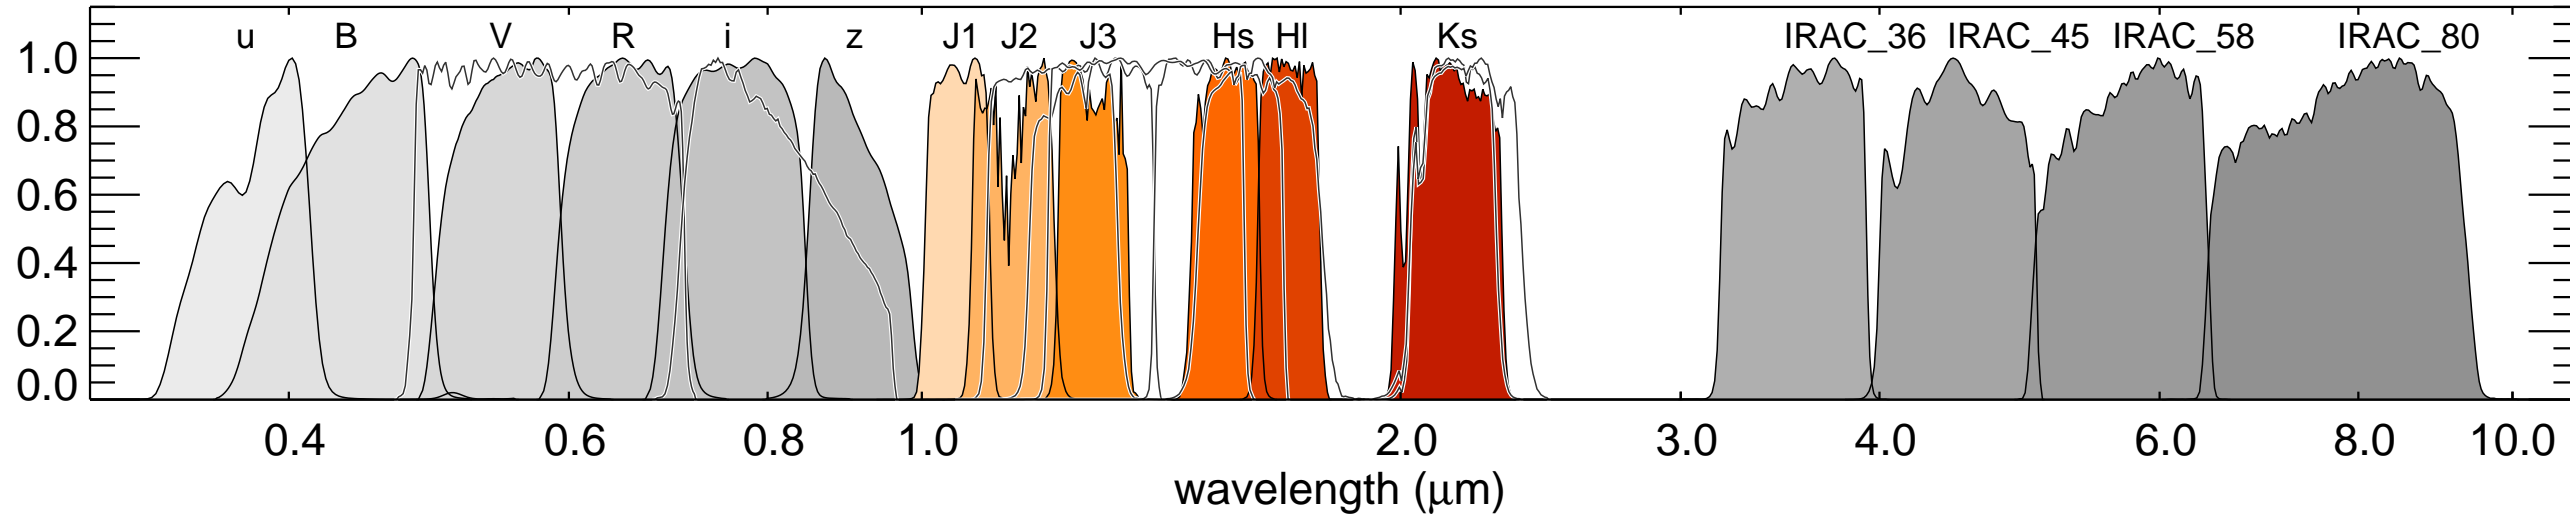 u B V R i z J1 J2 J3 Hs Hl Ks IRAC_36 IRAC_45 IRAC_58 IRAC_80
1.0
0.8
0.6
0.4
0.2
0.0
0.4 0.6 0.8 1.0 2.0 3.0 4.0 6.0 8.0 10.0
wavelength (μm)